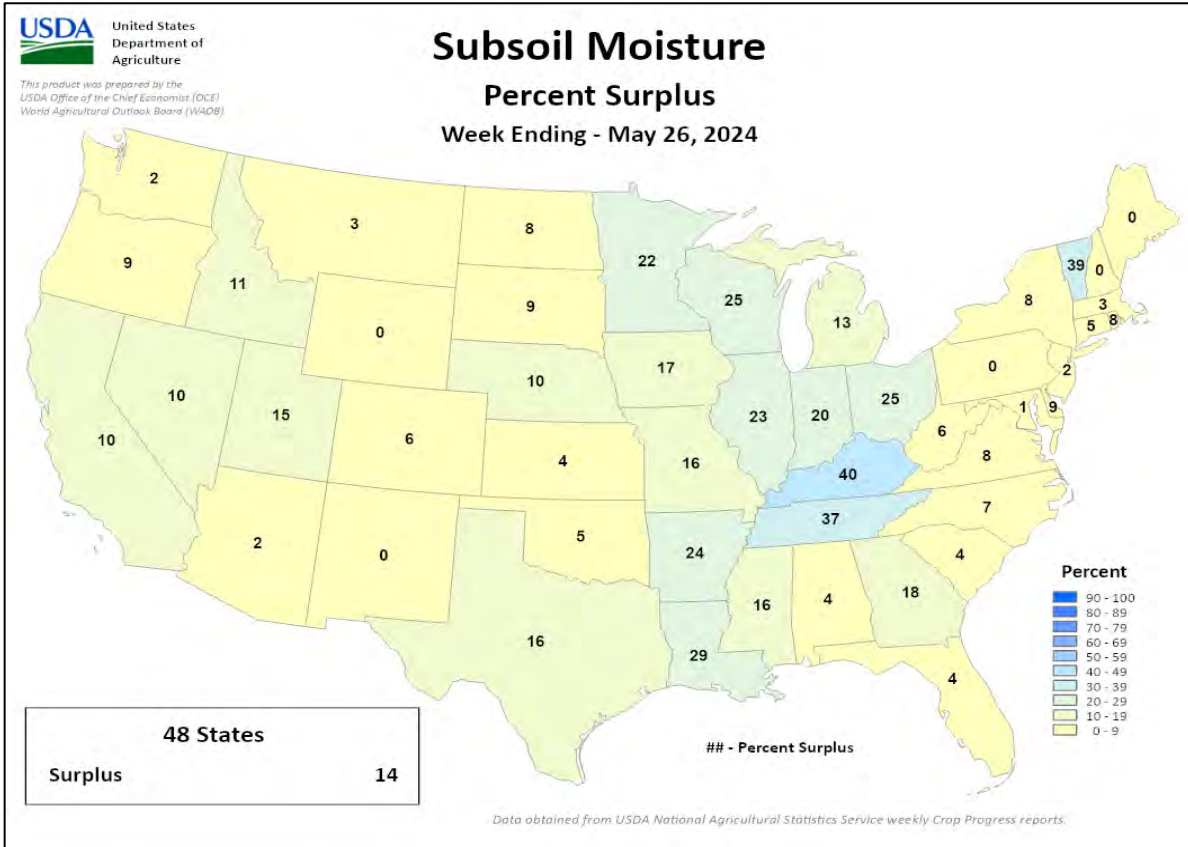 USDA
United States
Department of
Agriculture
This product was prepared by the
USDA Office of the Chief Economist (OCE)
World Agricultural Outlook Board (WAOB)
Subsoil Moisture
Percent Surplus
Week Ending - May 26, 2024
2
3
8
22
0
9
11
39
0
25
8
9
3
13
5
8
0
17
0
2
10
10
25
15
23
20
1
9
10
6
6
4
16
8
40
7
37
2
0
5
24
4
18
16
4
16
29
4
Percent
90 - 100
80 - 89
70 - 79
60 - 69
50 - 59
40 - 49
30 - 39
20 - 29
10 - 19
0 - 9
48 States
Surplus 14
## - Percent Surplus
Data obtained from USDA National Agricultural Statistics Service weekly Crop Progress reports.